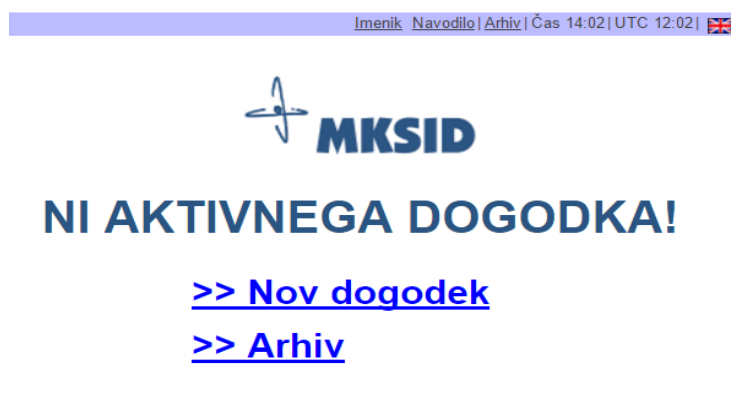 Imenik Navodilo | Arhiv | Čas 14:02 | UTC 12:02 |
MKSID
NI AKTIVNEGA DOGODKA!
>> Nov dogodek
>> Arhiv